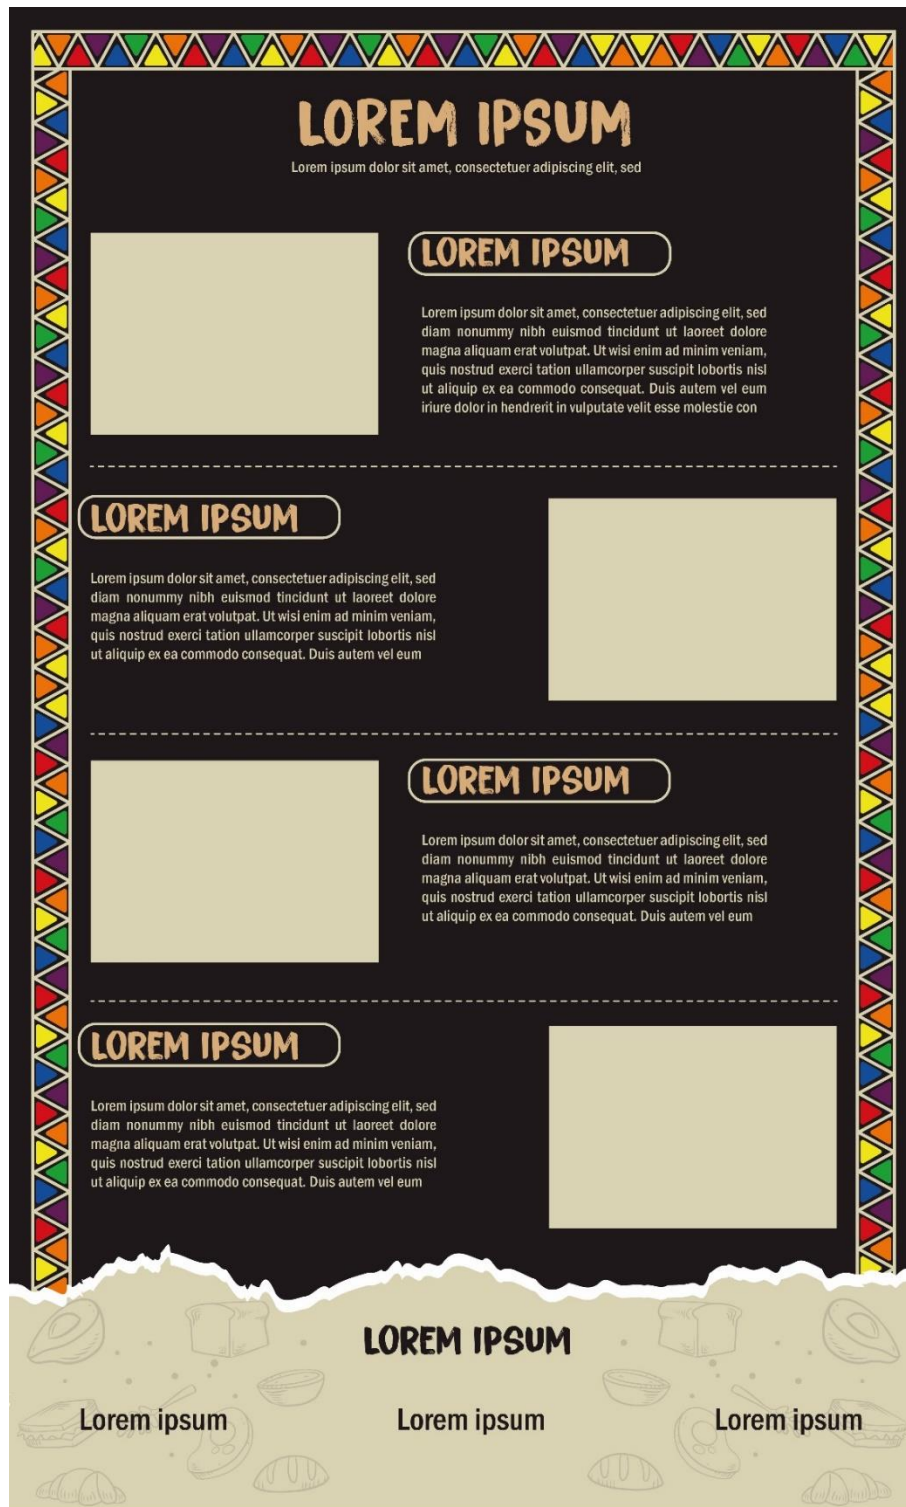 LOREM IPSUM
Lorem ipsum dolor sit amet, consectetuer adipiscing elit, sed
LOREM IPSUM
Lorem ipsum dolor sit amet, consectetuer adipiscing elit, sed
diam nonummy nibh euismod tincidunt ut laoreet dolore
magna aliquam erat volutpat. Ut wisi enim ad minim veniam,
quis nostrud exerci tation ullamcorper suscipit lobortis nisl
ut aliquip ex ea commodo consequat. Duis autem vel eum
iriure dolor in hendrerit in vulputate velit esse molestie con
LOREM IPSUM
Lorem ipsum dolor sit amet, consectetuer adipiscing elit, sed
diam nonummy nibh euismod tincidunt ut laoreet dolore
magna aliquam erat volutpat. Ut wisi enim ad minim veniam,
quis nostrud exerci tation ullamcorper suscipit lobortis nisl
ut aliquip ex ea commodo consequat. Duis autem vel eum
LOREM IPSUM
Lorem ipsum dolor sit amet, consectetuer adipiscing elit, sed
diam nonummy nibh euismod tincidunt ut laoreet dolore
magna aliquam erat volutpat. Ut wisi enim ad minim veniam,
quis nostrud exerci tation ullamcorper suscipit lobortis nisl
ut aliquip ex ea commodo consequat. Duis autem vel eum
LOREM IPSUM
Lorem ipsum dolor sit amet, consectetuer adipiscing elit, sed
diam nonummy nibh euismod tincidunt ut laoreet dolore
magna aliquam erat volutpat. Ut wisi enim ad minim veniam,
quis nostrud exerci tation ullamcorper suscipit lobortis nisl
ut aliquip ex ea commodo consequat. Duis autem vel eum
LOREM IPSUM
Lorem ipsum
Lorem ipsum
Lorem ipsum